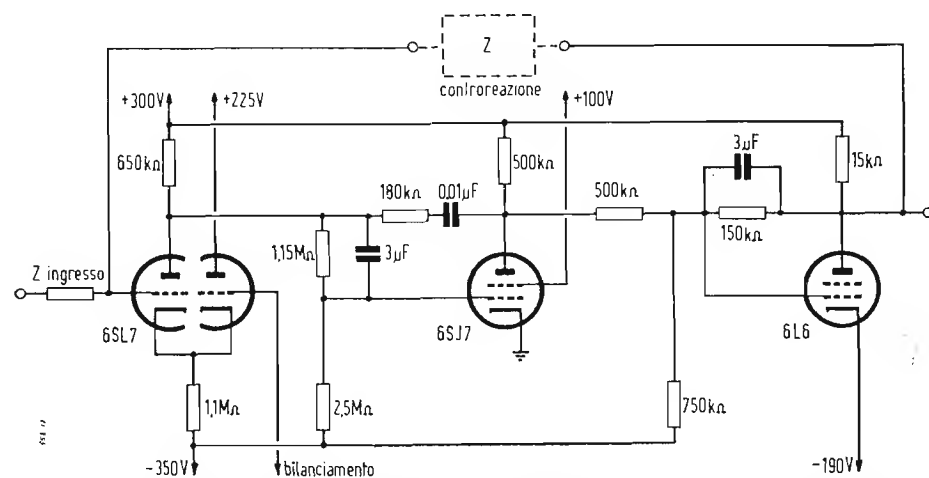 Z
controreazione
+300V
+225V
+100V
650kΩ
500kΩ
3µF
15kΩ
180kΩ
0,01µF
500kΩ
150kΩ
1,15MΩ
3µF
Z ingresso
6SL7
6SJ7
6L6
1,1MΩ
2,5MΩ
750kΩ
-350V
bilanciamento
-190V